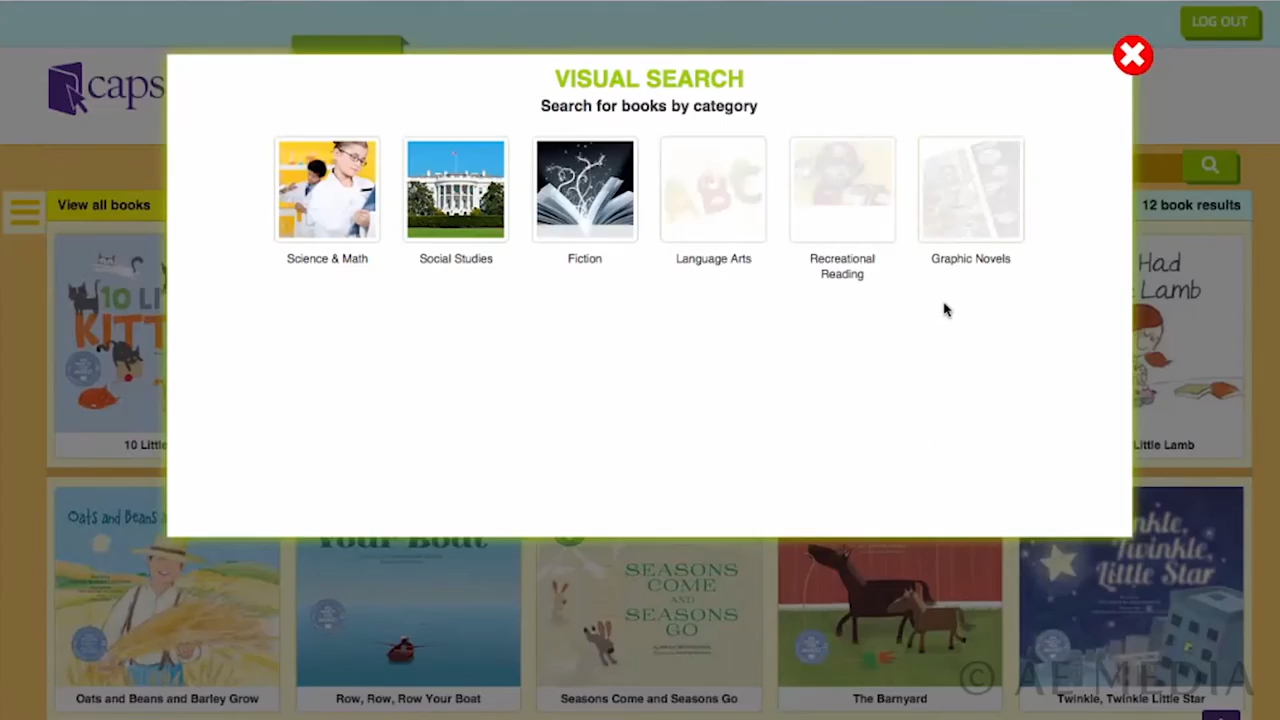 LOG OUT
caps
VISUAL SEARCH
Search for books by category
ABC
Science & Math
Social Studies
Fiction
Language Arts
Recreational
Reading
Graphic Novels
View all books
12 book results
10 LI
KITT
Had
Lamb
10 Little
Little Lamb
Oats and Beans
Your Boat
SEASONS
COME
AND
SEASONS
GO
Twinkle,
Little Star
Oats and Beans and Barley Grow
Row, Row, Row Your Boat
Seasons Come and Seasons Go
The Barnyard
Twinkle, Twinkle Little Star
© AE MEDIA